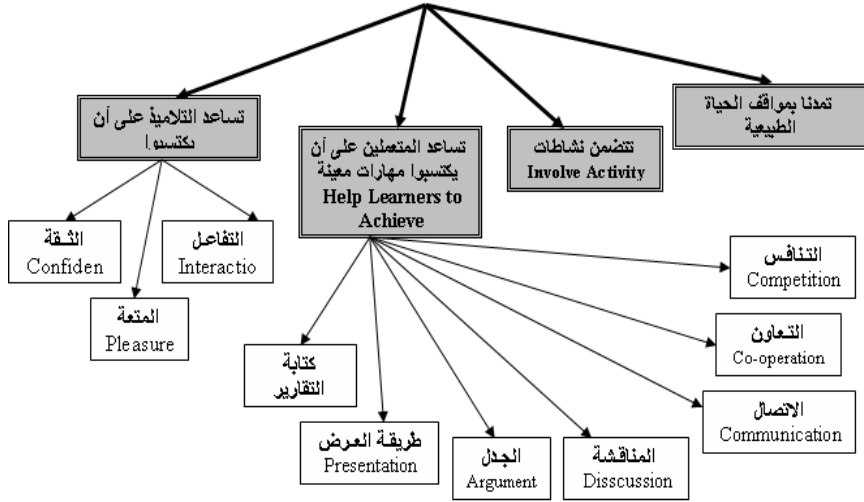 تمدنا بمواقف الحياة
الطبيعية
تتضمن نشاطات
Involve Activity
تساعد المتعملين على أن
يكتسبوا مهارات معينة
Help Learners to
Achieve
تساعد التلاميذ على أن
يكتسبوا
التفاعل
Interactio
الثقة
Confiden
المتعة
Pleasure
التنافس
Competition
التعاون
Co-operation
الاتصال
Communication
المناقشة
Disscussion
الجدل
Argument
طريقة العرض
Presentation
كتابة
التقارير